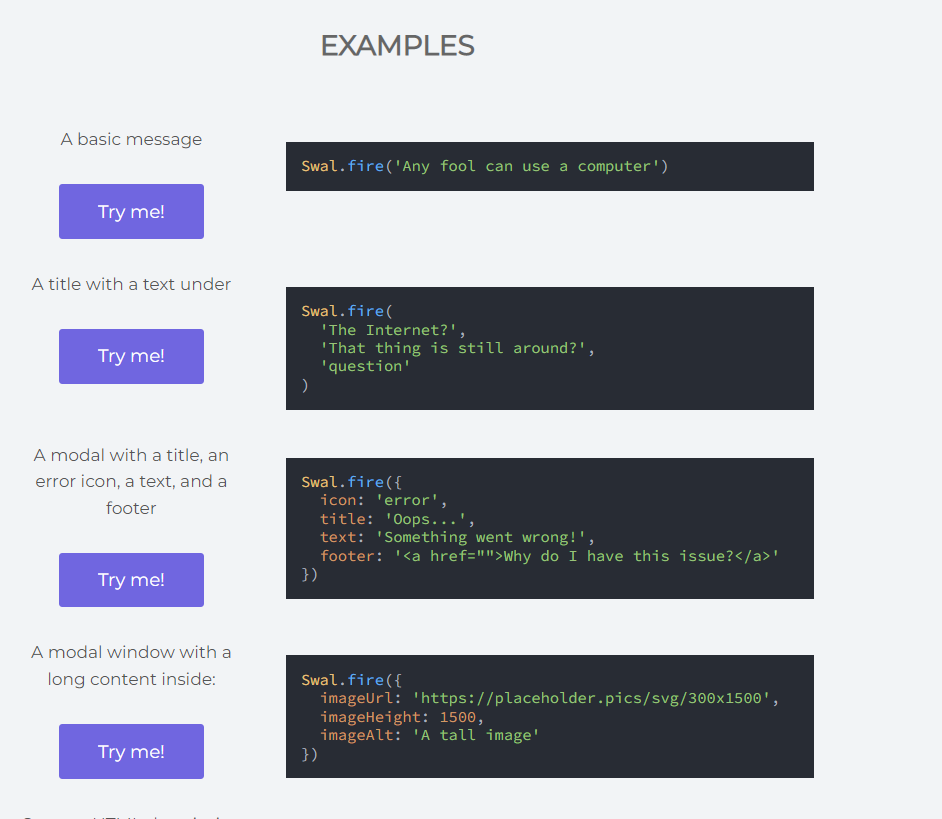 EXAMPLES
A basic message
Swal.fire('Any fool can use a computer')
Try me!
A title with a text under
Swal.fire(
'The Internet?',
'That thing is still around?',
'question'
)
Try me!
A modal with a title, an
error icon, a text, and a
footer
Swal.fire({
icon: 'error',
title: 'Oops...',
text: 'Something went wrong!',
footer: '<a href="">Why do I have this issue?</a>'
})
Try me!
A modal window with a
long content inside:
Swal.fire({
imageUrl: 'https://placeholder.pics/svg/300x1500',
imageHeight: 1500,
imageAlt: 'A tall image'
})
Try me!